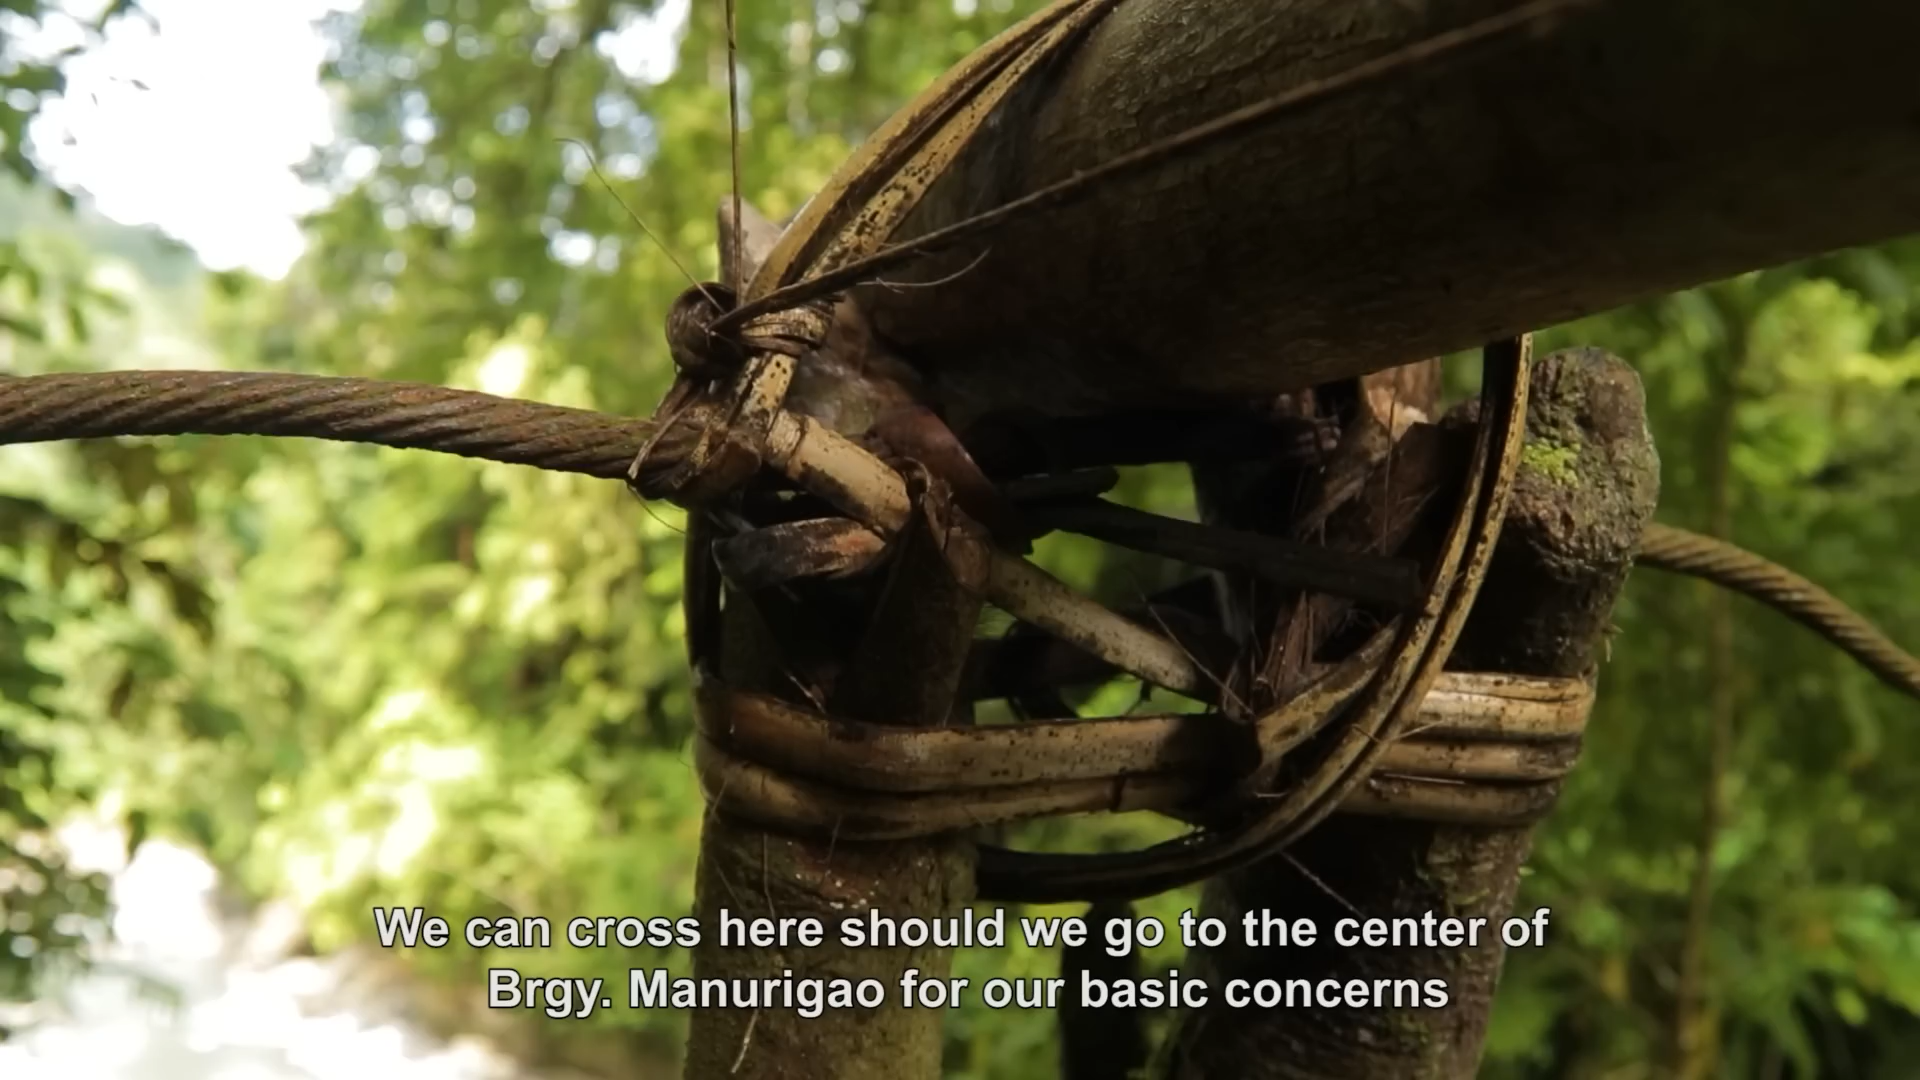 We can cross here should we go to the center of
Brgy. Manurigao for our basic concerns